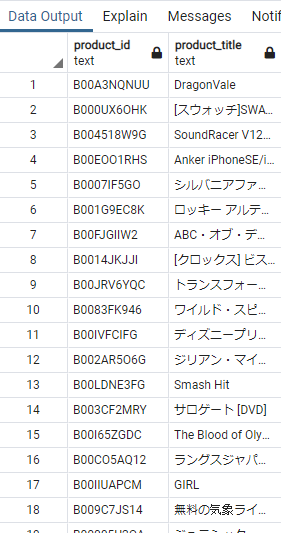 Data Output Explain Messages Notif
product_id product_title
text text
1 B00A3NQNUU DragonVale
2 B000UX6OHK [スウォッチ]SWA...
3 B004518W9G SoundRacer V12...
4 B00EOO1RHS Anker iPhoneSE/i...
5 B0007IF5GO シルバニアファ...
6 B001G9EC8K ロッキー アルテ...
7 B00FJGIIW2 ABC・オブ・デ...
8 B0014JKJJI [クロックス] ビス...
9 B00JRV6YQC トランスフォー...
10 B0083FK946 ワイルド・スピ...
11 B00IVFCIFG ディズニープリ...
12 B002AR5O6G ジリアン・マイ...
13 B00LDNE3FG Smash Hit
14 B003CF2MRY サロゲート [DVD]
15 B00I65ZGDC The Blood of Oly...
16 B00CO5AQ12 ラングスジャパ...
17 B00IIUAPCM GIRL
18 B009C7JS14 無料の気象ライ...